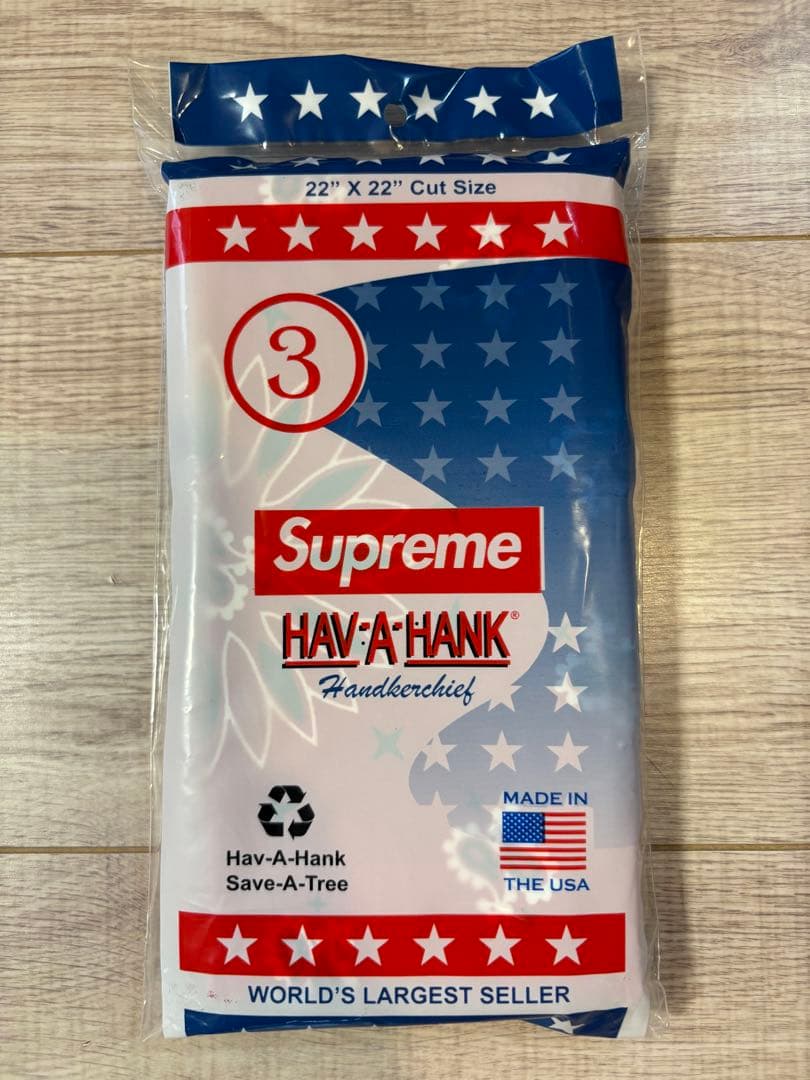 22” X 22” Cut Size
3
Supreme
HAV-A-HANK®
Handkerchief
MADE IN
THE USA
Hav-A-Hank
Save-A-Tree
WORLD’S LARGEST SELLER